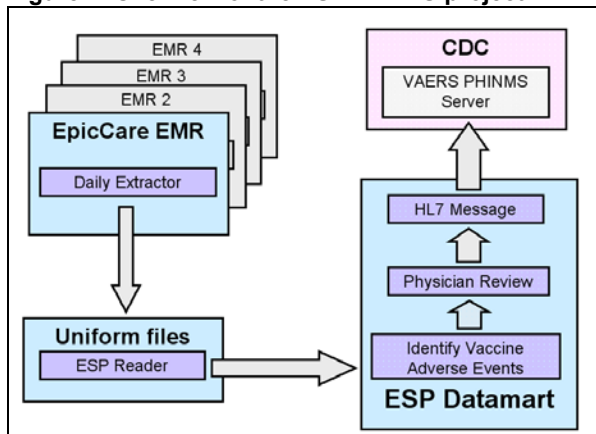 EMR 4
EMR 3
EMR 2
EpicCare EMR
Daily Extractor
Uniform files
ESP Reader
CDC
VAERS PHINMS
Server
HL7 Message
Physician Review
Identify Vaccine
Adverse Events
ESP Datamart